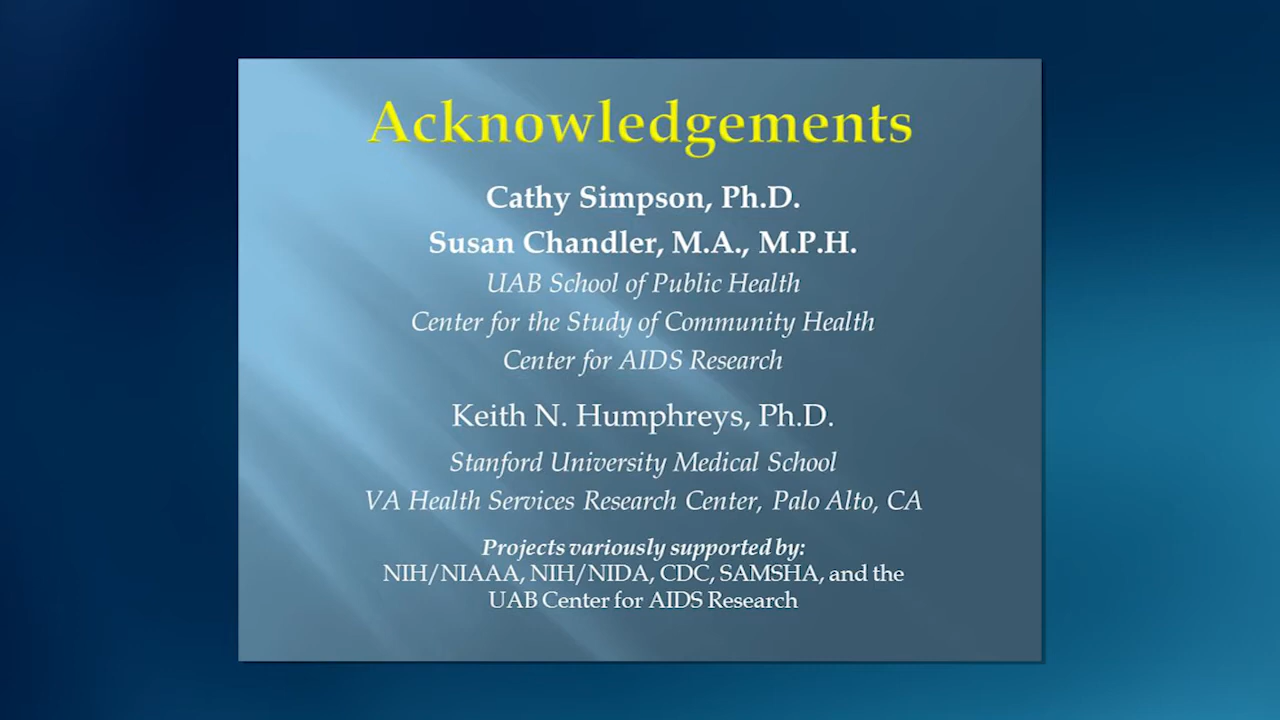 Acknowledgements
Cathy Simpson, Ph.D.
Susan Chandler, M.A., M.P.H.
UAB School of Public Health
Center for the Study of Community Health
Center for AIDS Research
Keith N. Humphreys, Ph.D.
Stanford University Medical School
VA Health Services Research Center, Palo Alto, CA
Projects variously supported by:
NIH/NIAAA, NIH/NIDA, CDC, SAMSHA, and the
UAB Center for AIDS Research